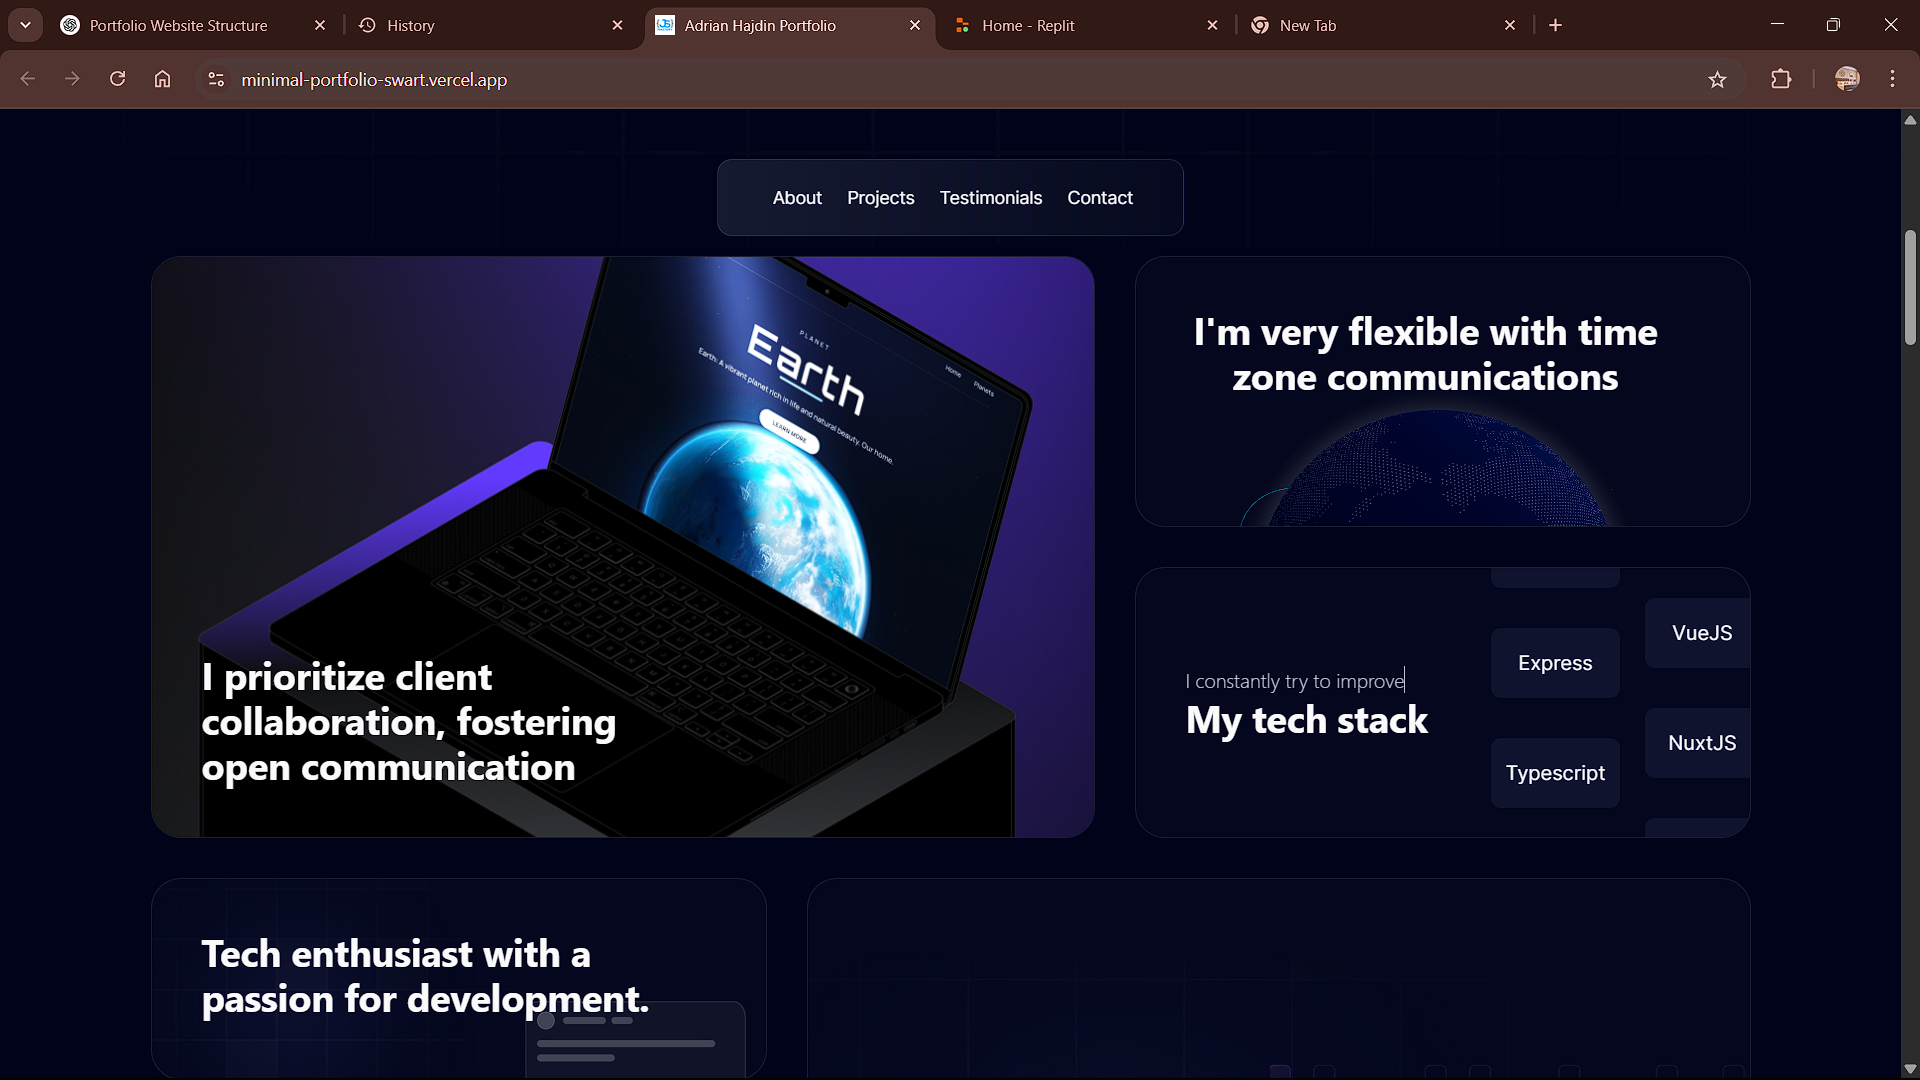 Portfolio Website Structure
History
Adrian Hajdin Portfolio
Home - Replit
New Tab
minimal-portfolio-swart.vercel.app
About Projects Testimonials Contact
PLANET
Earth
Earth: A vibrant planet rich in life and natural beauty. Our home.
LEARN MORE
Home Planets
I prioritize client
collaboration, fostering
open communication
I'm very flexible with time
zone communications
I constantly try to improve
My tech stack
Express
Typescript
VueJS
NuxtJS
Tech enthusiast with a
passion for development.